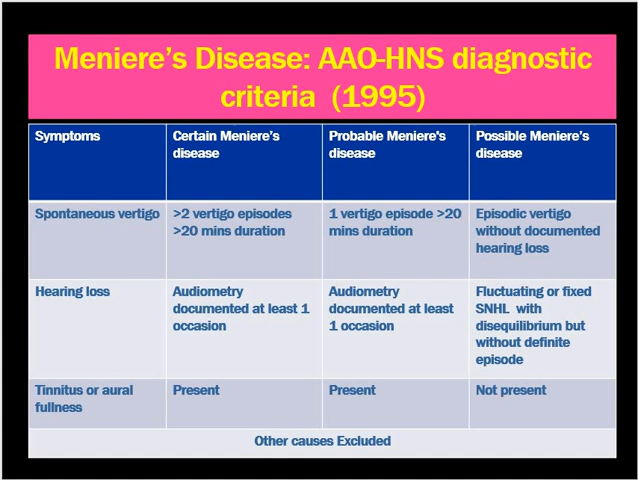 Meniere's Disease: AAO-HNS diagnostic
criteria (1995)
Symptoms
Certain Meniere's
disease
Probable Meniere's
disease
Possible Meniere's
disease
Spontaneous vertigo
>2 vertigo episodes
>20 mins duration
1 vertigo episode >20
mins duration
Episodic vertigo
without documented
hearing loss
Hearing loss
Audiometry
documented at least 1
occasion
Audiometry
documented at least
1 occasion
Fluctuating or fixed
SNHL with
disequilibrium but
without definite
episode
Tinnitus or aural
fullness
Present
Present
Not present
Other causes Excluded